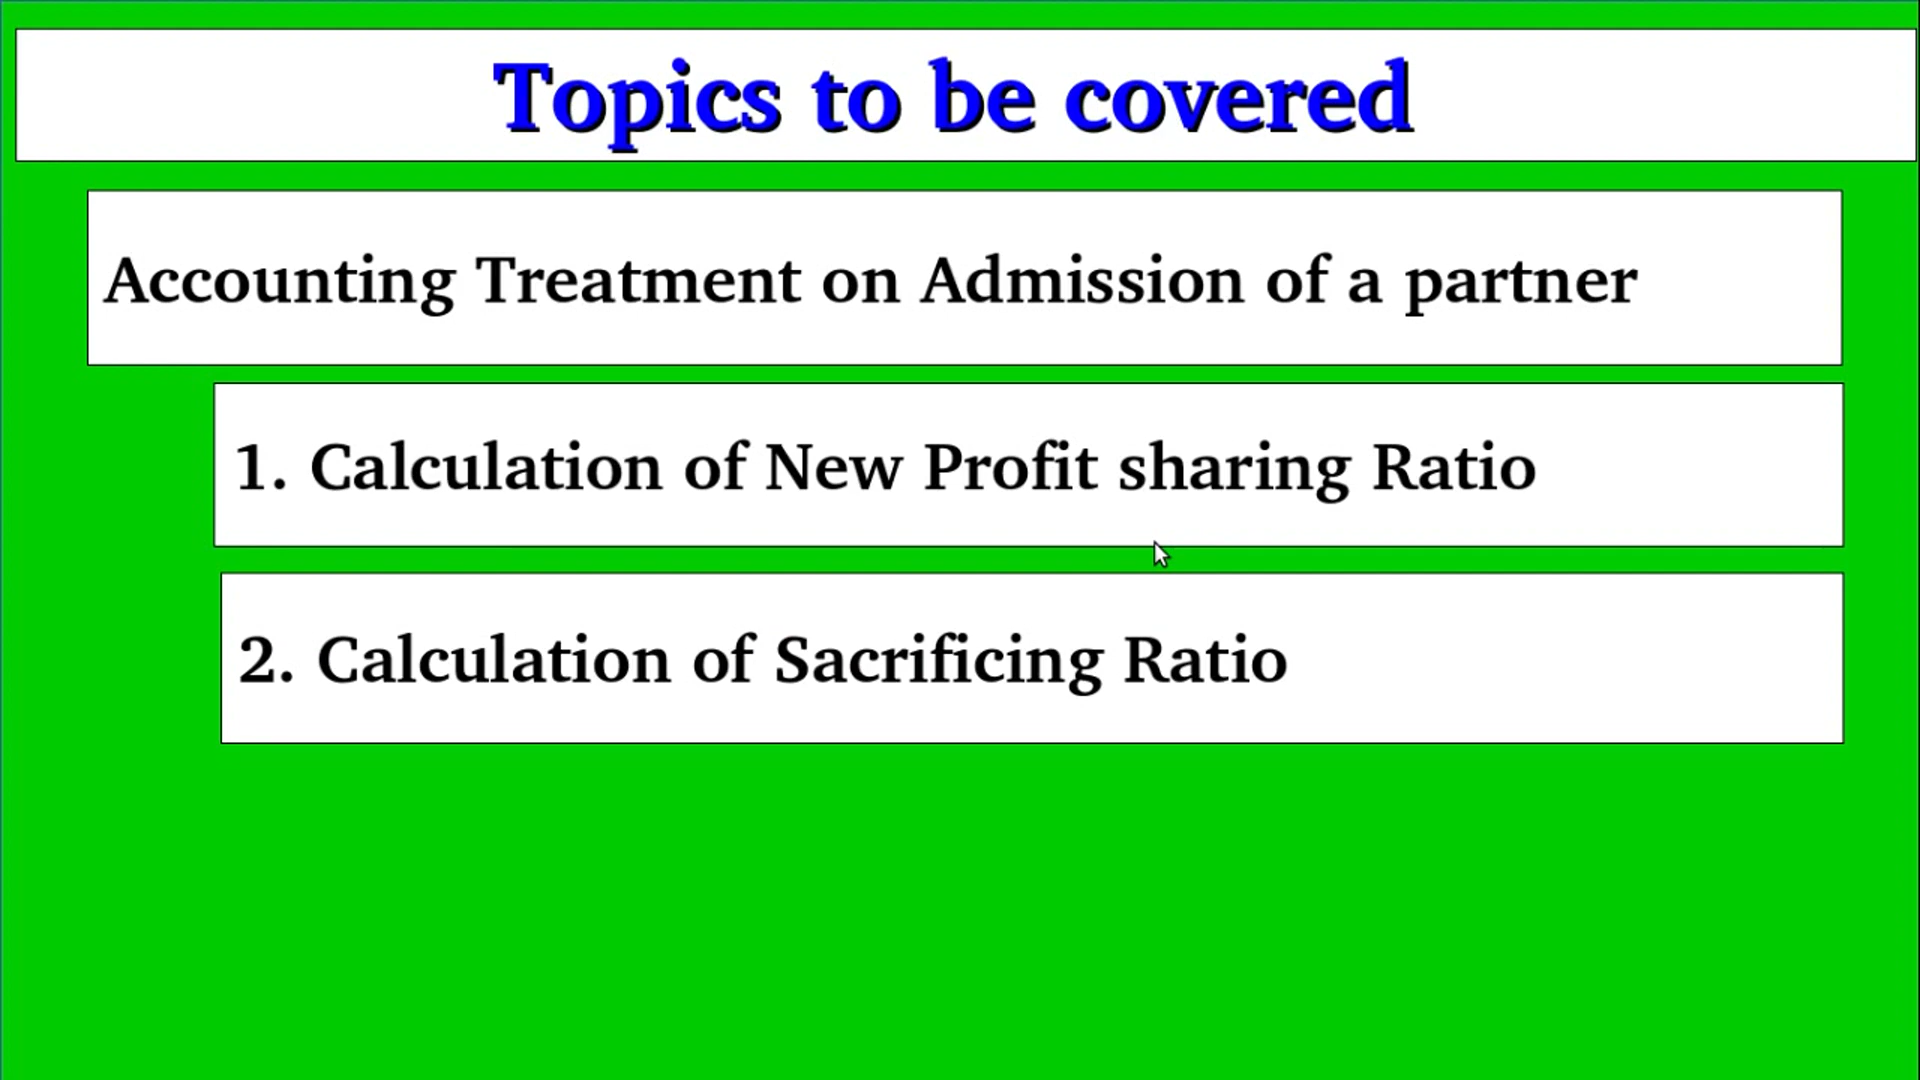 Topics to be covered
Accounting Treatment on Admission of a partner
1. Calculation of New Profit sharing Ratio
2. Calculation of Sacrificing Ratio